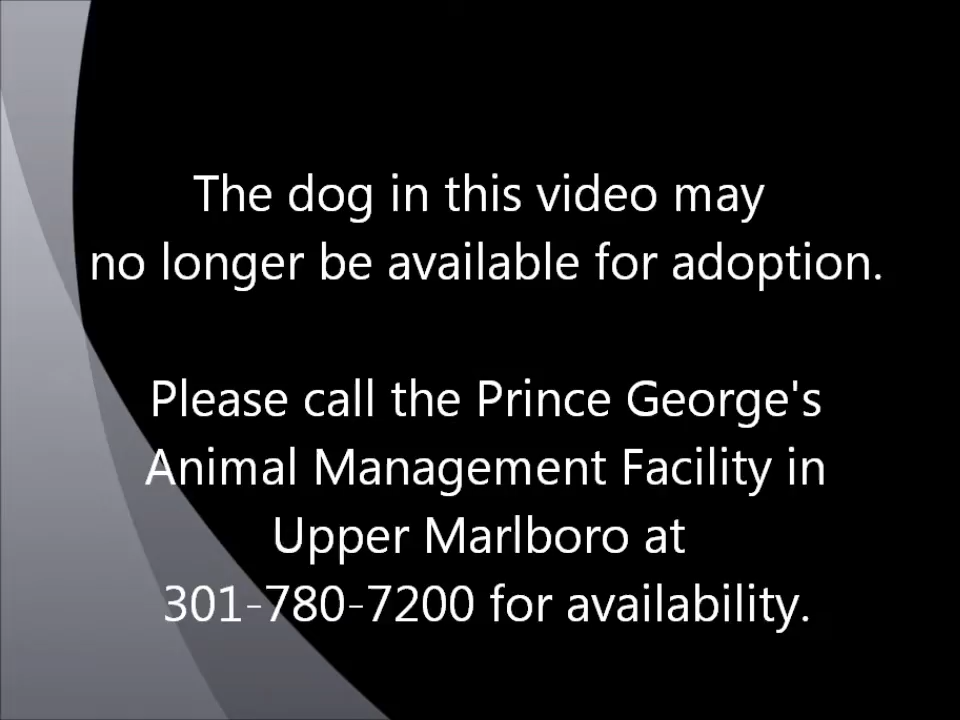 The dog in this video may
no longer be available for adoption.
Please call the Prince George's
Animal Management Facility in
Upper Marlboro at
301-780-7200 for availability.